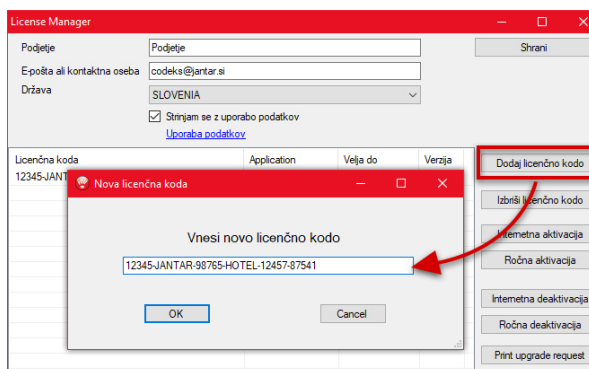 License Manager
Podjetje
Podjetje
Shrani
E-pošta ali kontaktna oseba
codeks@jantar.si
Država
SLOVENIA
Strinjam se z uporabo podatkov
Uporaba podatkov
Licenčna koda
Application
Velja do
Verzija
Dodaj licenčno kodo
12345-JANT
Nova licenčna koda
Izbriši licenčno kodo
Vnesi novo licenčno kodo
Internetna aktivacija
12345-JANTAR-98765-HOTEL-12457-87541
Ročna aktivacija
OK
Cancel
Internetna deaktivacija
Ročna deaktivacija
Print upgrade request